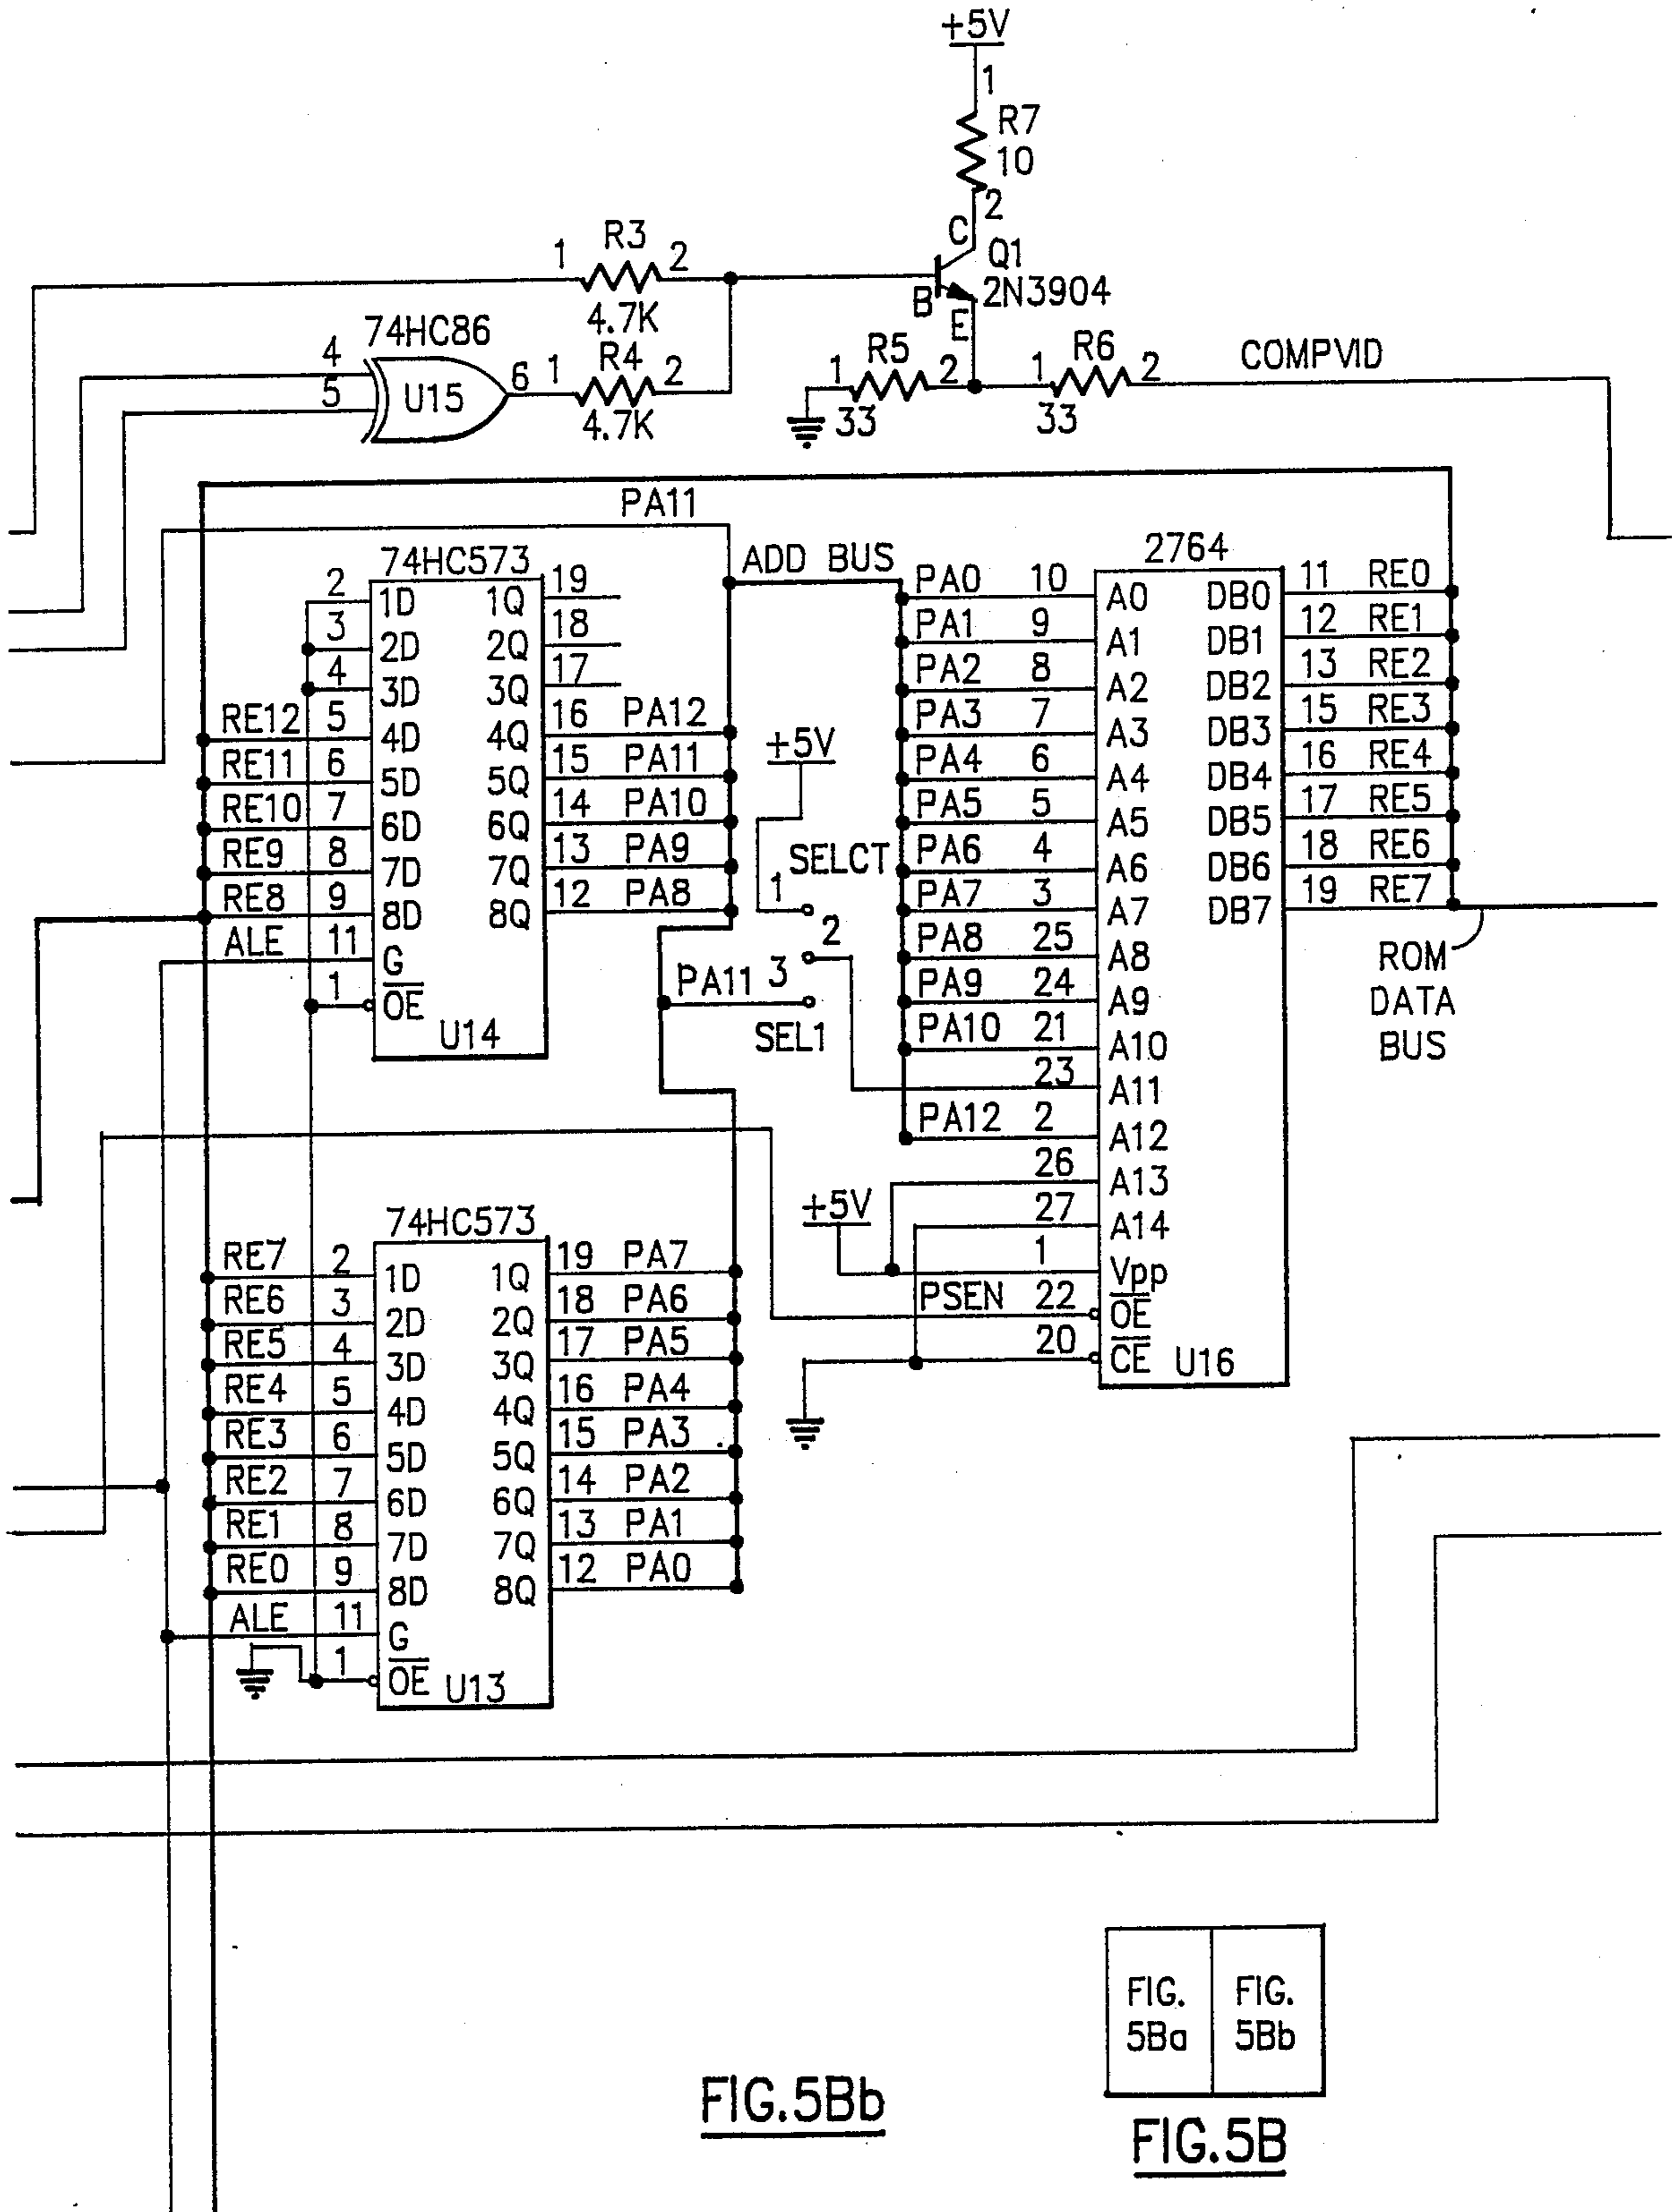 +5V
1
R7
10
2
C
Q1
2N3904
B
E
1 R3 2
4.7K
74HC86
4
5
U15
6 1 R4 2
4.7K
1 R5 2
33
1 R6 2
33
COMPVID
PA11
74HC573
2 1D 1Q 19
3 2D 2Q 18
4 3D 3Q 17
RE12 5 4D 4Q 16 PA12
RE11 6 5D 5Q 15 PA11
RE10 7 6D 6Q 14 PA10
RE9 8 7D 7Q 13 PA9
RE8 9 8D 8Q 12 PA8
ALE 11 G
1 OE
U14
ADD BUS
+5V
SELCT
1
2
PA11 3
SEL1
2764
PA0 10 A0 DB0 11 RE0
PA1 9 A1 DB1 12 RE1
PA2 8 A2 DB2 13 RE2
PA3 7 A3 DB3 15 RE3
PA4 6 A4 DB4 16 RE4
PA5 5 A5 DB5 17 RE5
PA6 4 A6 DB6 18 RE6
PA7 3 A7 DB7 19 RE7
PA8 25 A8
PA9 24 A9
PA10 21 A10
23 A11
PA12 2 A12
26 A13
27 A14
+5V
1 Vpp
PSEN 22 OE
20 CE U16
ROM
DATA
BUS
74HC573
RE7 2 1D 1Q 19 PA7
RE6 3 2D 2Q 18 PA6
RE5 4 3D 3Q 17 PA5
RE4 5 4D 4Q 16 PA4
RE3 6 5D 5Q 15 PA3
RE2 7 6D 6Q 14 PA2
RE1 8 7D 7Q 13 PA1
RE0 9 8D 8Q 12 PA0
ALE 11 G
1 OE U13
FIG. 5Ba
FIG. 5Bb
FIG.5Bb
FIG.5B